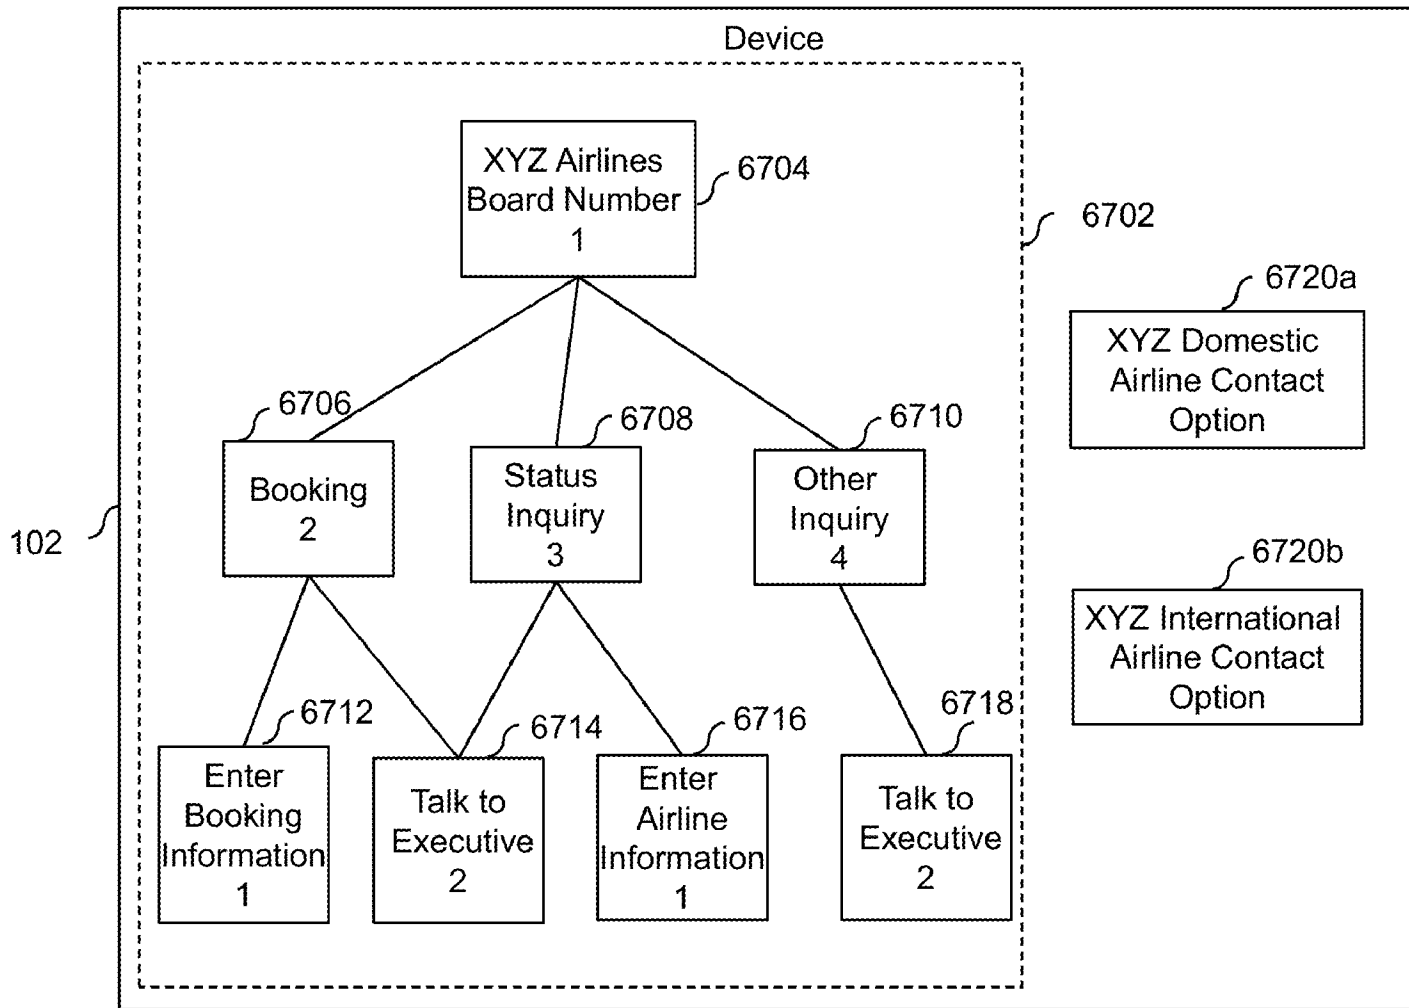 Device
XYZ Airlines
Board Number
1
6704
6702
6720a
XYZ Domestic
Airline Contact
Option
6706
Booking
2
6708
Status
Inquiry
3
6710
Other
Inquiry
4
102
6720b
XYZ International
Airline Contact
Option
6712
Enter
Booking
Information
1
6714
Talk to
Executive
2
6716
Enter
Airline
Information
1
6718
Talk to
Executive
2